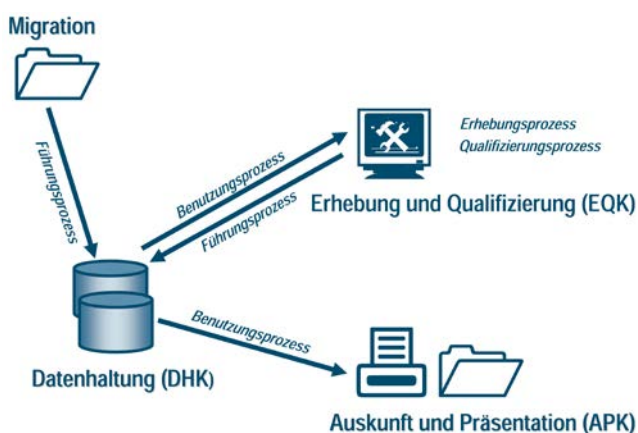 Migration
Führungsprozess
Benutzungsprozess
Führungsprozess
Erhebungsprozess
Qualifizierungsprozess
Erhebung und Qualifizierung (EQK)
Benutzungsprozess
Datenhaltung (DHK)
Auskunft und Präsentation (APK)